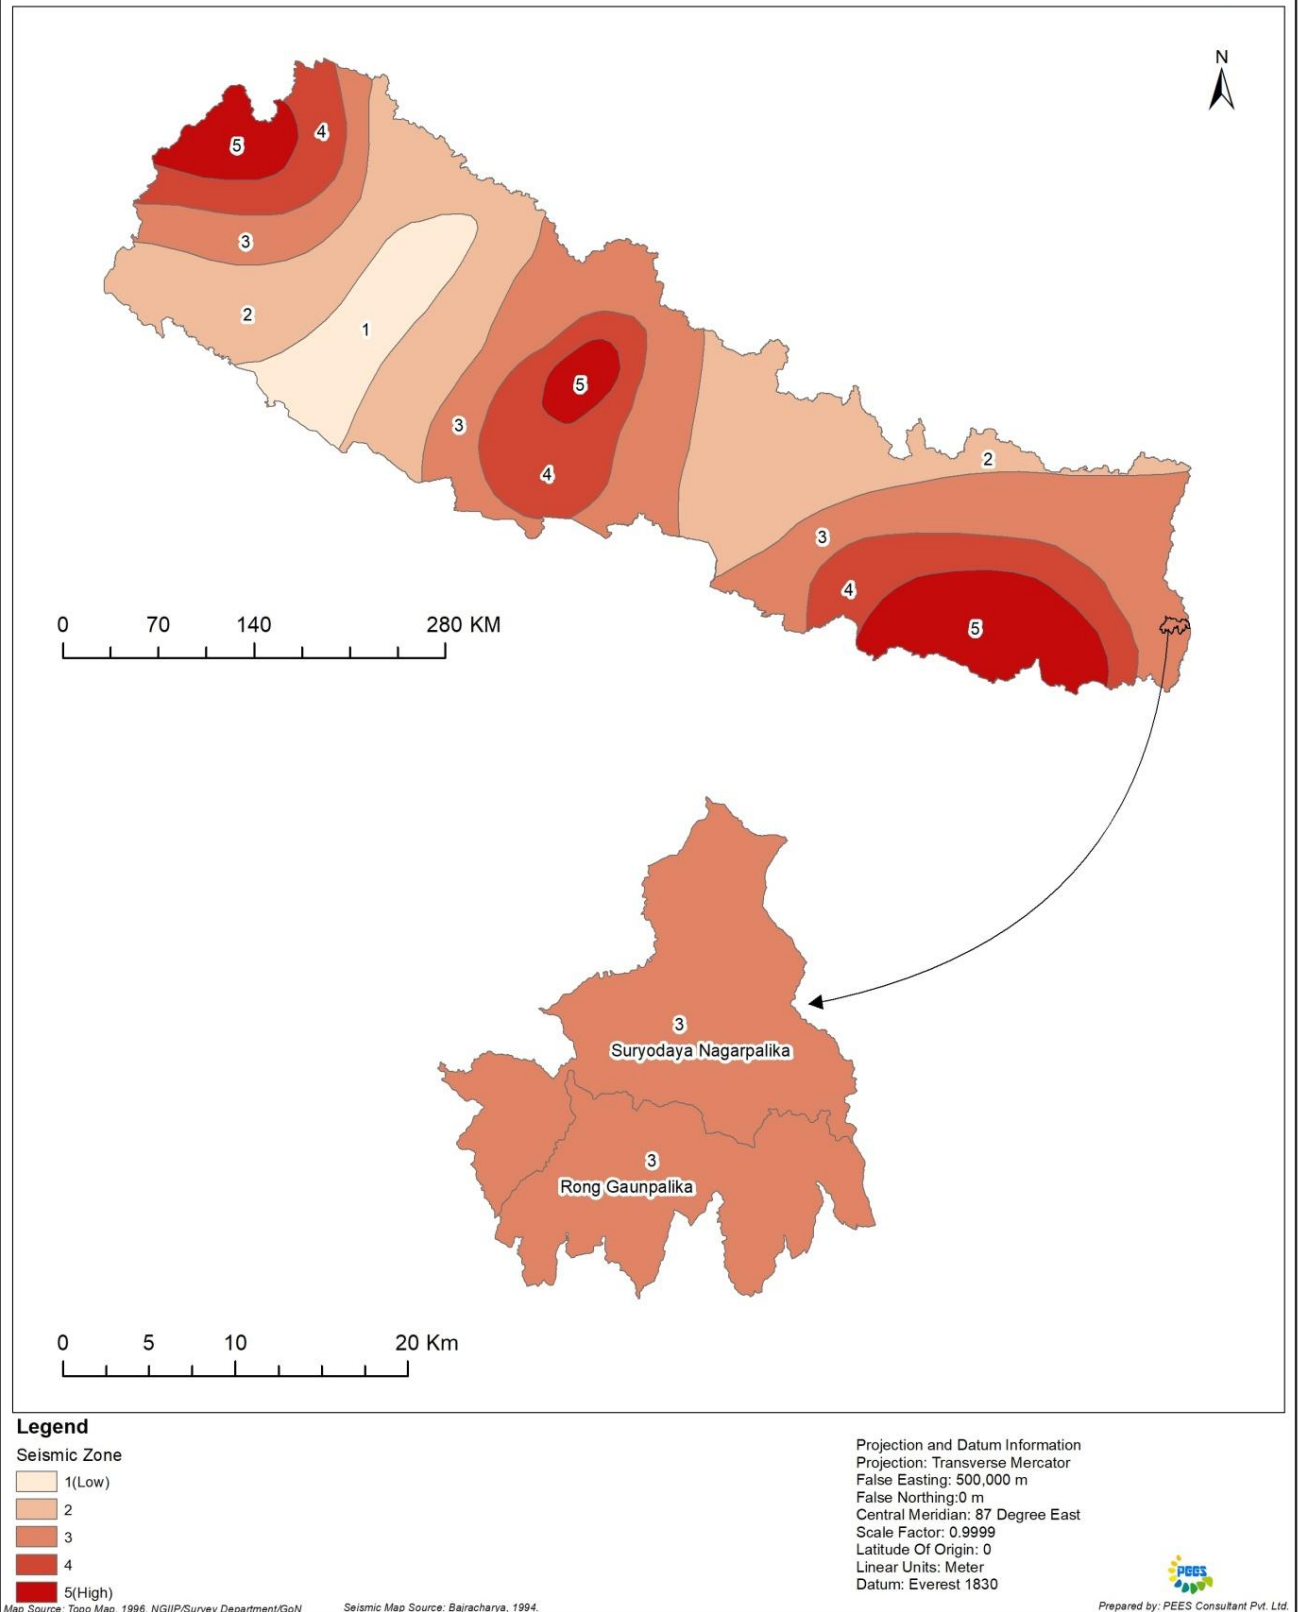 N
5
4
3
2
1
5
3
4
2
3
4
5
0 70 140 280 KM
3
Suryodaya Nagarpalika
3
Rong Gaunpalika
0 5 10 20 Km
Legend
Seismic Zone
1(Low)
2
3
4
5(High)
Projection and Datum Information
Projection: Transverse Mercator
False Easting: 500,000 m
False Northing:0 m
Central Meridian: 87 Degree East
Scale Factor: 0.9999
Latitude Of Origin: 0
Linear Units: Meter
Datum: Everest 1830
PEES
Map Source: Topo Map, 1996, NGIIP/Survey Department/GoN
Seismic Map Source: Bajracharya, 1994.
Prepared by: PEES Consultant Pvt. Ltd.